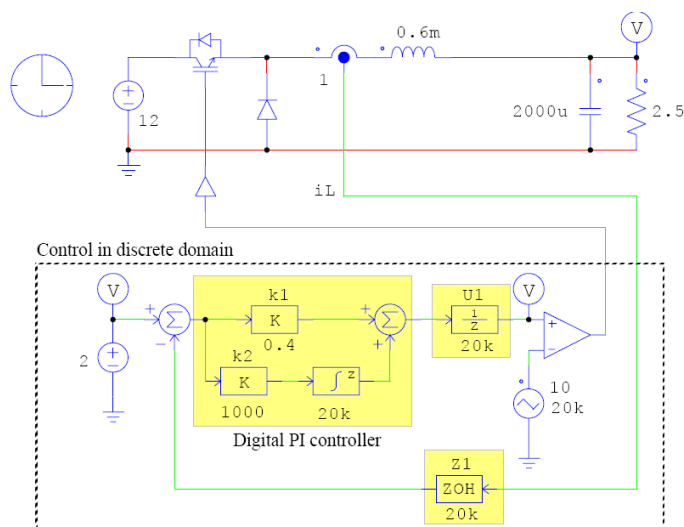 V
0.6m
1
12
2000u
2.5
iL
Control in discrete domain
V
k1
K
0.4
U1
1
z
20k
V
Σ
Σ
+
-
+
+
k2
K
1000
∫ z
20k
2
+
-
10
20k
Digital PI controller
Z1
ZOH
20k